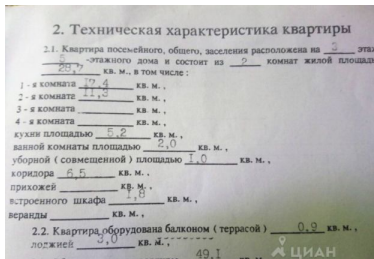 2. Техническая характеристика квартиры
2.1. Квартира посемейного, общего, заселения расположена на 3 этаж
5 -этажного дома и состоит из 2 комнат жилой площадь
28,7 кв. м., в том числе :
1 - я комната 17,4 кв. м. ,
2 - я комната 11,3 кв. м. ,
3 - я комната кв. м. ,
4 - я комната кв. м. ,
кухни площадью 5,2 кв. м. ,
ванной комнаты площадью 2,0 кв. м. ,
уборной ( совмещенной ) площадью 1,0 кв. м. ,
коридора 6,5 кв. м. ,
прихожей кв. м. ,
встроенного шкафа 1,8 кв. м. ,
веранды кв. м. ,
2.2. Квартира оборудована балконом ( террасой ) 0.9 кв. м. ,
лоджией 3,0 кв. м. .
49,1
ЦИАН